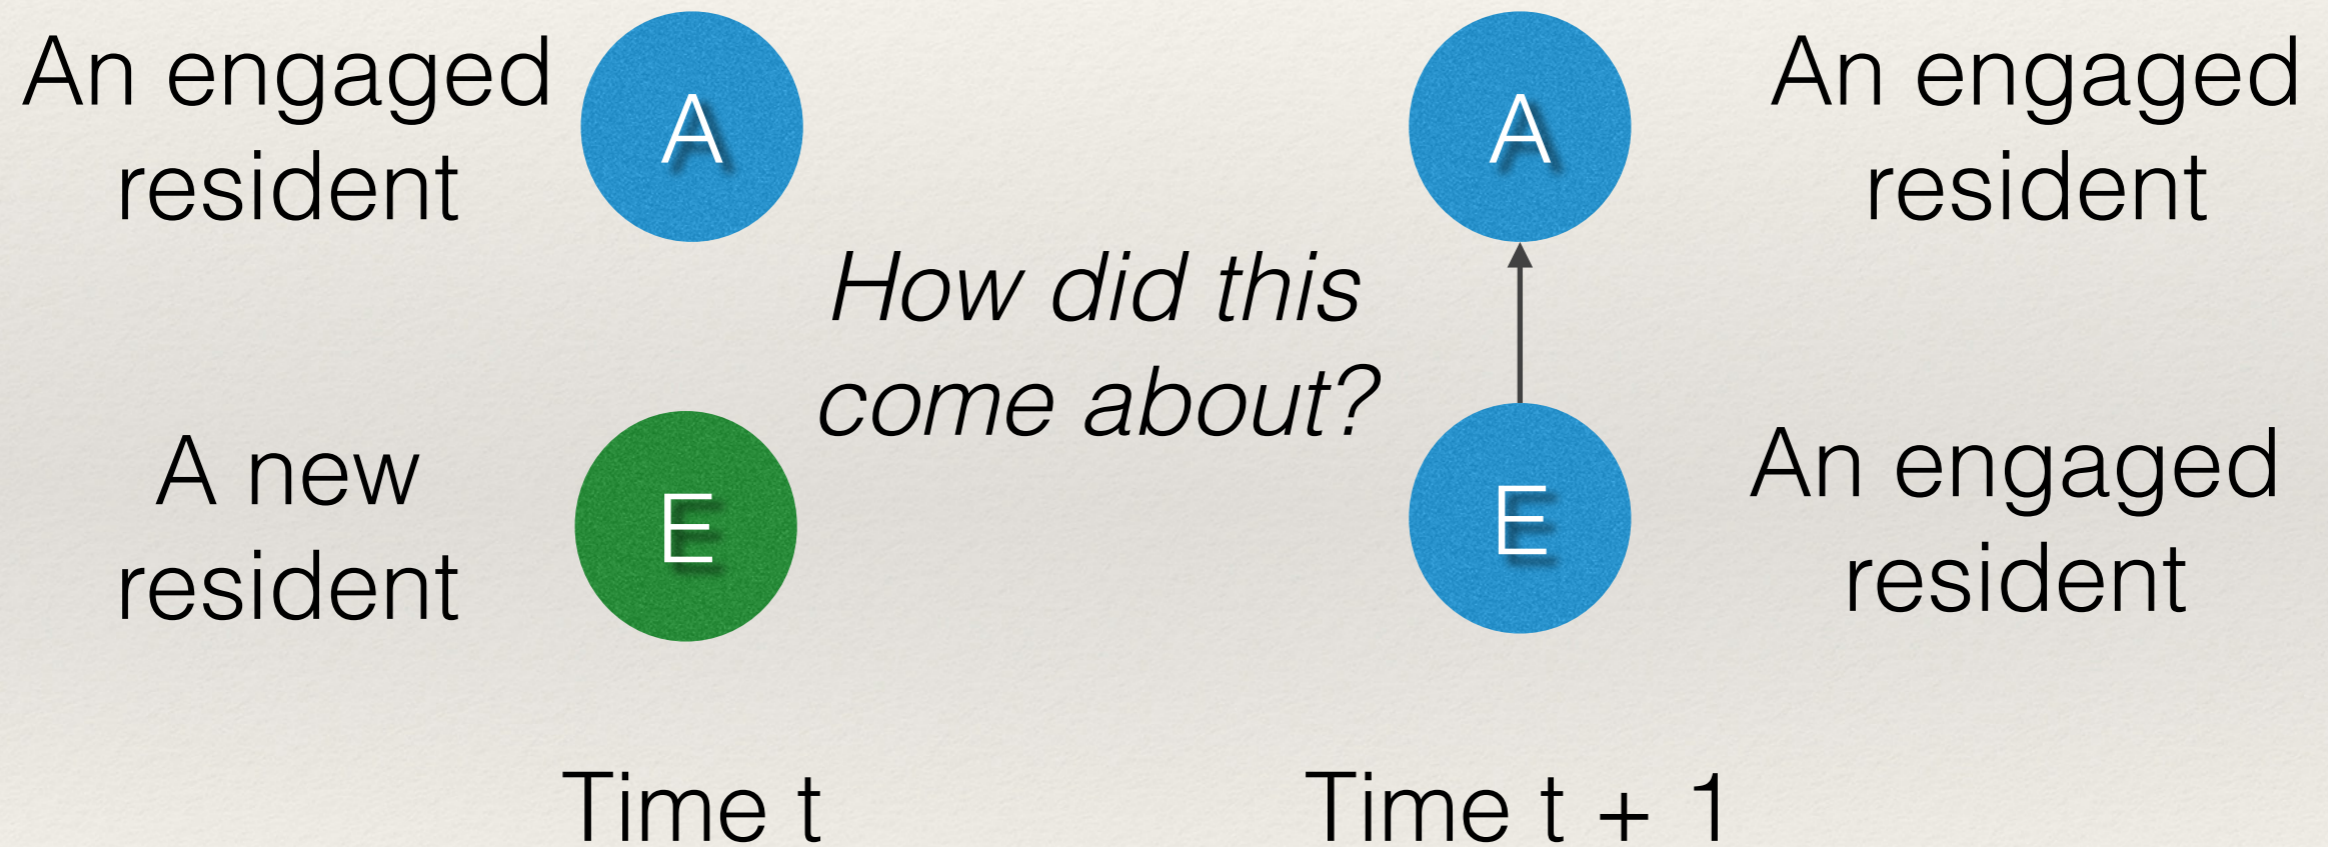 An engaged
resident
A
A
An engaged
resident
How did this
come about?
A new
resident
E
E
An engaged
resident
Time t
Time t + 1